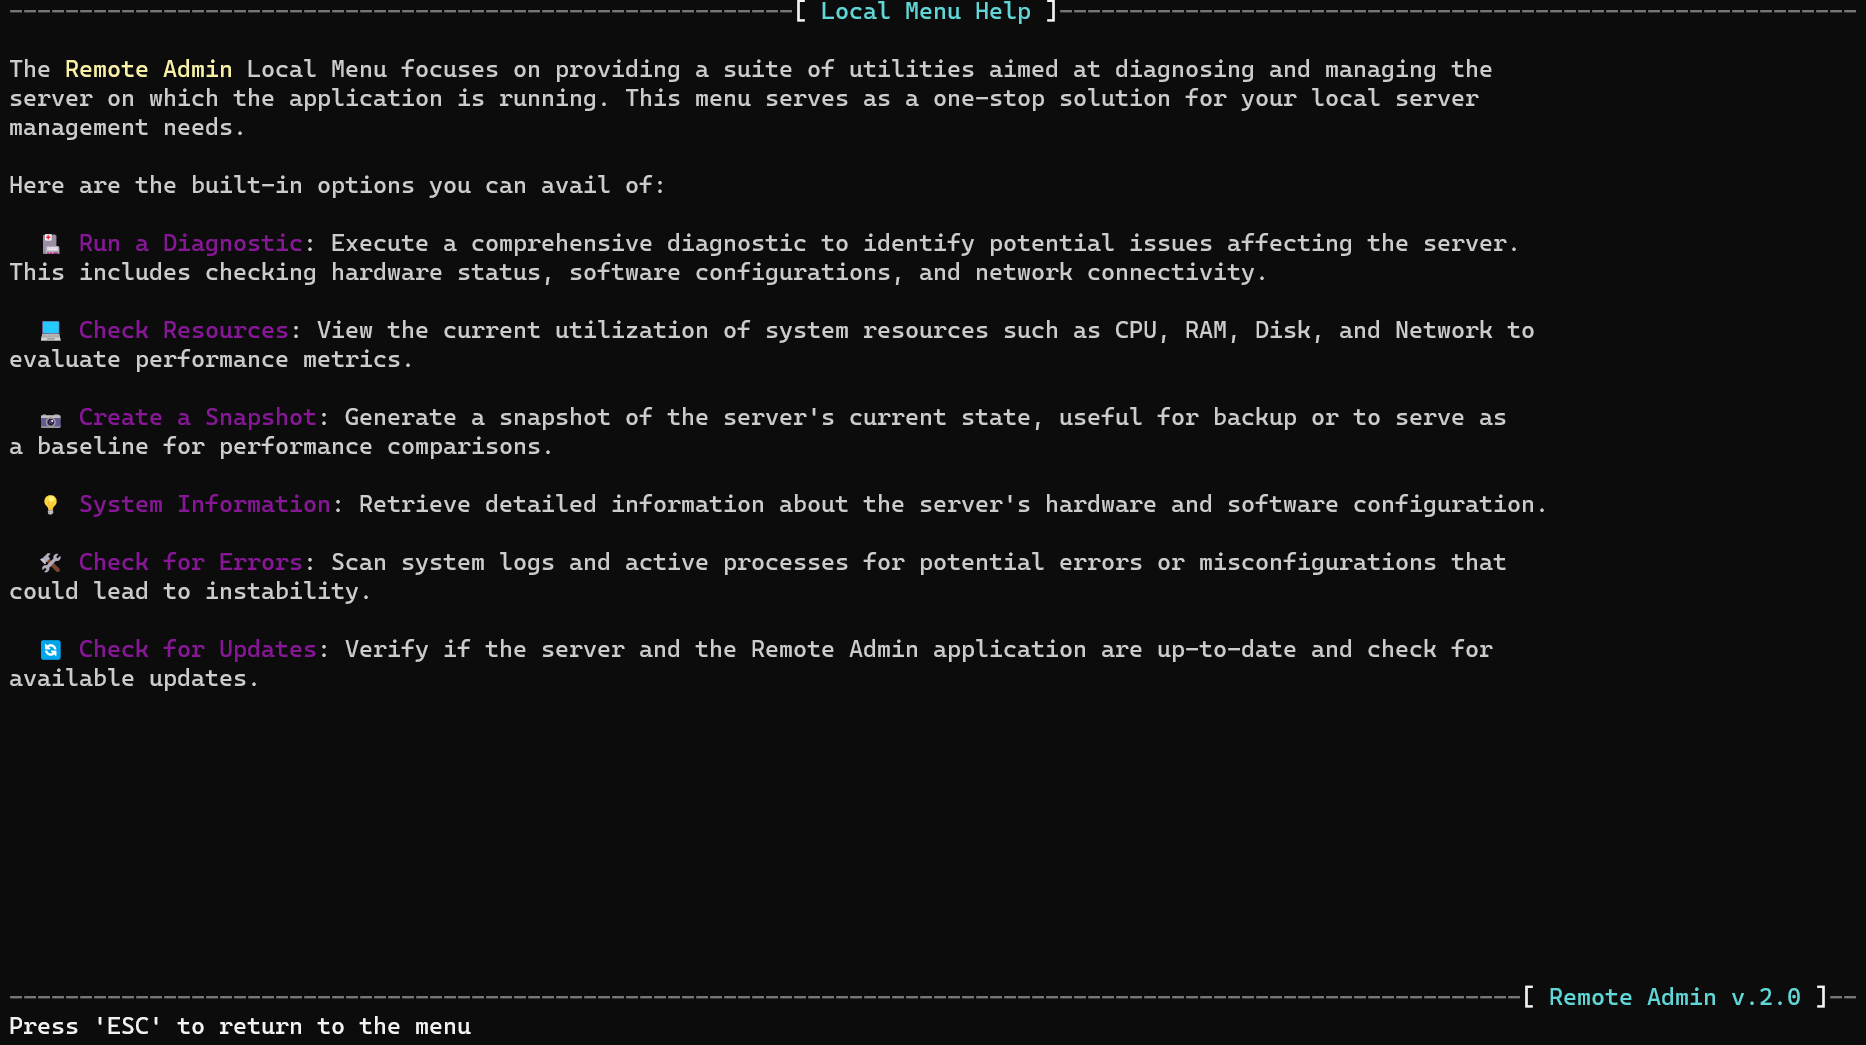 [ Local Menu Help ]
The Remote Admin Local Menu focuses on providing a suite of utilities aimed at diagnosing and managing the
server on which the application is running. This menu serves as a one-stop solution for your local server
management needs.
Here are the built-in options you can avail of:
Run a Diagnostic: Execute a comprehensive diagnostic to identify potential issues affecting the server.
This includes checking hardware status, software configurations, and network connectivity.
Check Resources: View the current utilization of system resources such as CPU, RAM, Disk, and Network to
evaluate performance metrics.
Create a Snapshot: Generate a snapshot of the server's current state, useful for backup or to serve as
a baseline for performance comparisons.
System Information: Retrieve detailed information about the server's hardware and software configuration.
Check for Errors: Scan system logs and active processes for potential errors or misconfigurations that
could lead to instability.
Check for Updates: Verify if the server and the Remote Admin application are up-to-date and check for
available updates.
[ Remote Admin v.2.0 ]
Press 'ESC' to return to the menu